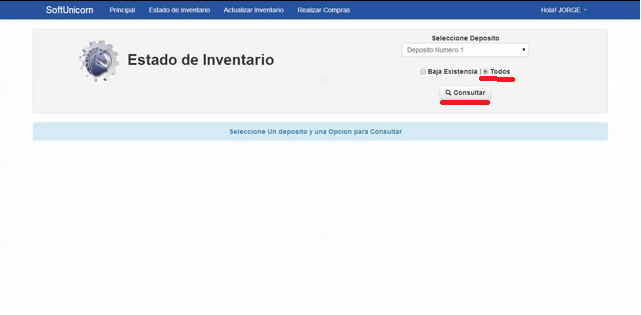 SoftUnicorn Principal Estado de Inventario Actualizar Inventario Realizar Compras Hola! JORGE
Seleccione Deposito
Deposito Numero 1
Estado de Inventario
Baja Existencia | Todos
Consultar
Seleccione Un deposito y una Opcion para Consultar